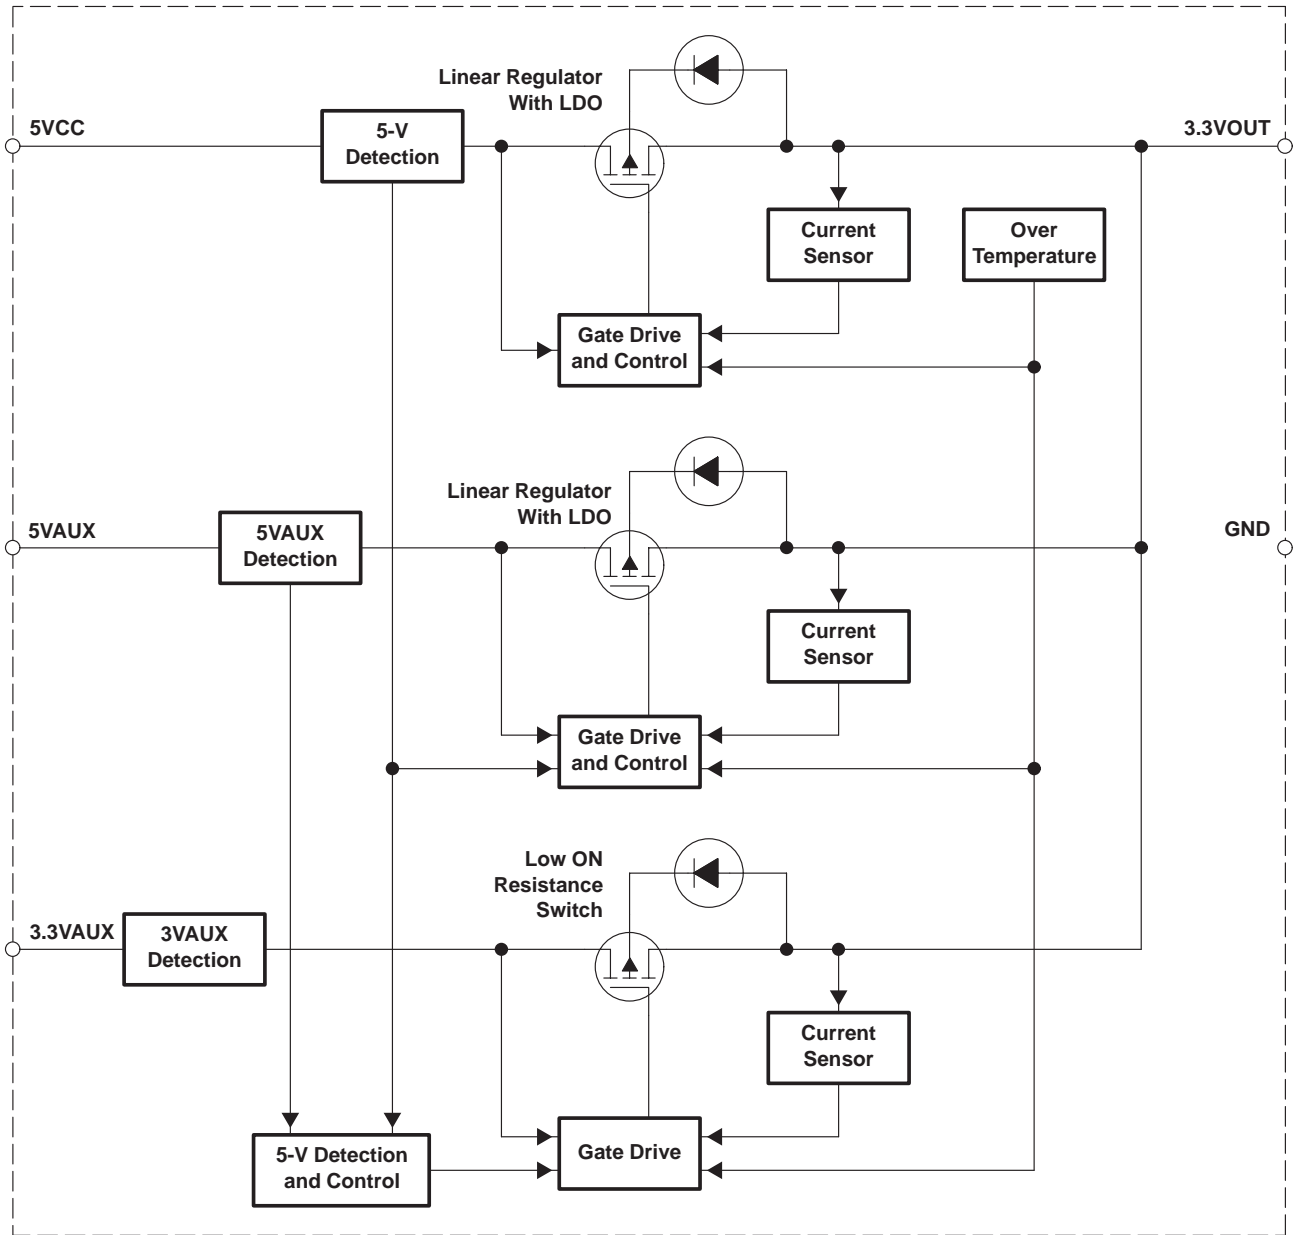 Linear Regulator
With LDO
5VCC
5-V
Detection
3.3VOUT
Current
Sensor
Over
Temperature
Gate Drive
and Control
Linear Regulator
With LDO
5VAUX
5VAUX
Detection
GND
Current
Sensor
Gate Drive
and Control
Low ON
Resistance
Switch
3.3VAUX
3VAUX
Detection
Current
Sensor
5-V Detection
and Control
Gate Drive